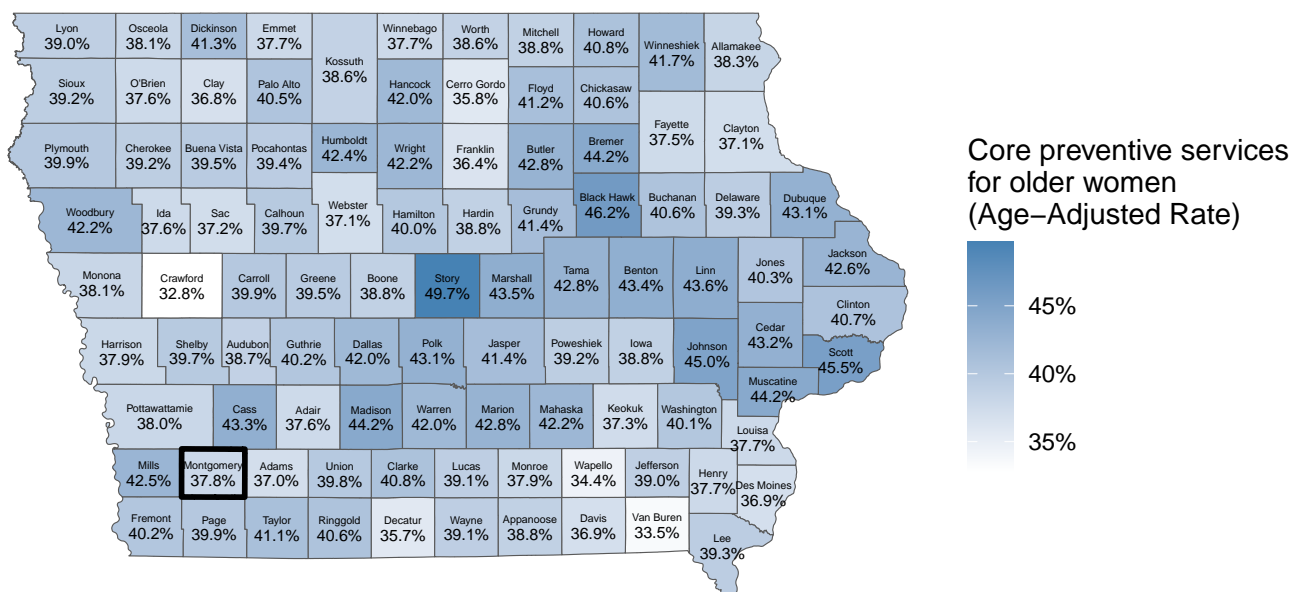 Lyon
39.0%
Osceola
38.1%
Dickinson
41.3%
Emmet
37.7%
Kossuth
38.6%
Winnebago
37.7%
Worth
38.6%
Mitchell
38.8%
Howard
40.8%
Winneshiek
41.7%
Allamakee
38.3%
Sioux
39.2%
O'Brien
37.6%
Clay
36.8%
Palo Alto
40.5%
Hancock
42.0%
Cerro Gordo
35.8%
Floyd
41.2%
Chickasaw
40.6%
Fayette
37.5%
Clayton
37.1%
Plymouth
39.9%
Cherokee
39.2%
Buena Vista
39.5%
Pocahontas
39.4%
Humboldt
42.4%
Wright
42.2%
Franklin
36.4%
Butler
42.8%
Bremer
44.2%
Woodbury
42.2%
Ida
37.6%
Sac
37.2%
Calhoun
39.7%
Webster
37.1%
Hamilton
40.0%
Hardin
38.8%
Grundy
41.4%
Black Hawk
46.2%
Buchanan
40.6%
Delaware
39.3%
Dubuque
43.1%
Monona
38.1%
Crawford
32.8%
Carroll
39.9%
Greene
39.5%
Boone
38.8%
Story
49.7%
Marshall
43.5%
Tama
42.8%
Benton
43.4%
Linn
43.6%
Jones
40.3%
Jackson
42.6%
Clinton
40.7%
Harrison
37.9%
Shelby
39.7%
Audubon
38.7%
Guthrie
40.2%
Dallas
42.0%
Polk
43.1%
Jasper
41.4%
Poweshiek
39.2%
Iowa
38.8%
Johnson
45.0%
Cedar
43.2%
Scott
45.5%
Muscatine
44.2%
Pottawattamie
38.0%
Cass
43.3%
Adair
37.6%
Madison
44.2%
Warren
42.0%
Marion
42.8%
Mahaska
42.2%
Keokuk
37.3%
Washington
40.1%
Louisa
37.7%
Mills
42.5%
Montgomery
37.8%
Adams
37.0%
Union
39.8%
Clarke
40.8%
Lucas
39.1%
Monroe
37.9%
Wapello
34.4%
Jefferson
39.0%
Henry
37.7%
Des Moines
36.9%
Fremont
40.2%
Page
39.9%
Taylor
41.1%
Ringgold
40.6%
Decatur
35.7%
Wayne
39.1%
Appanoose
38.8%
Davis
36.9%
Van Buren
33.5%
Lee
39.3%
Core preventive services
for older women
(Age−Adjusted Rate)
45%
40%
35%